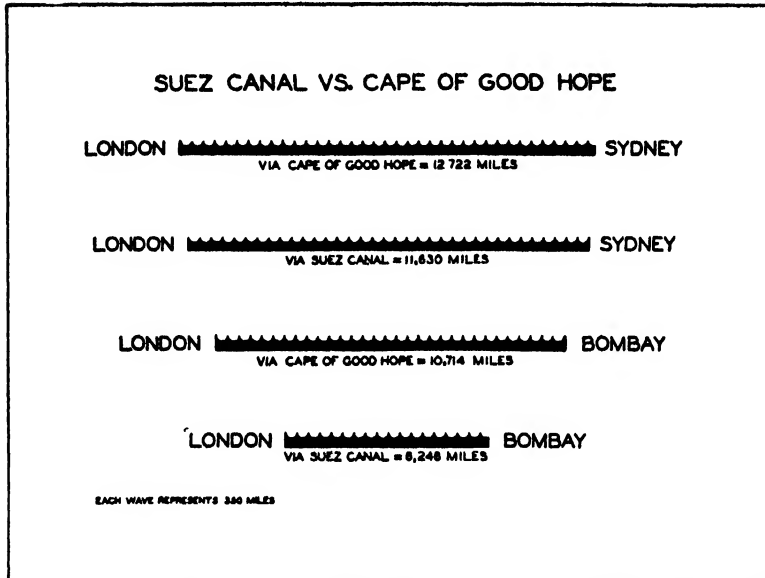 SUEZ CANAL VS. CAPE OF GOOD HOPE
LONDON SYDNEY
VIA CAPE OF GOOD HOPE = 12 722 MILES
LONDON SYDNEY
VIA SUEZ CANAL = 11,630 MILES
LONDON BOMBAY
VIA CAPE OF GOOD HOPE = 10,714 MILES
LONDON BOMBAY
VIA SUEZ CANAL = 6,248 MILES
EACH WAVE REPRESENTS MILES